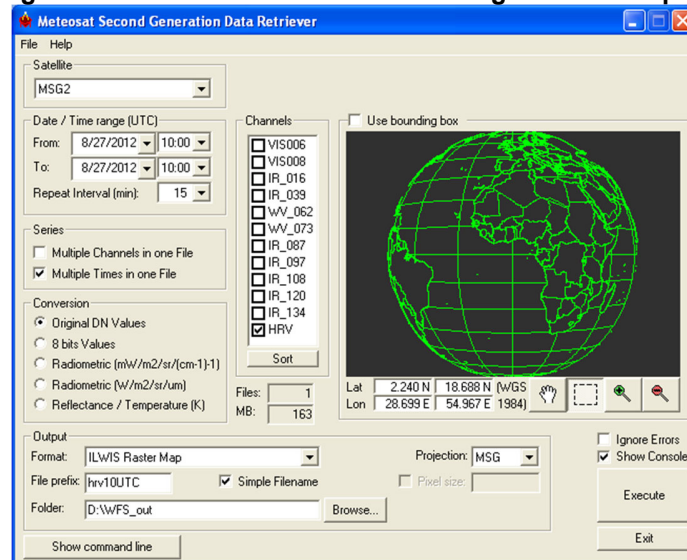 Meteosat Second Generation Data Retriever
File Help
Satellite
MSG2
Date / Time range (UTC)
From: 8/27/2012 10:00
To: 8/27/2012 10:00
Repeat Interval (min): 15
Series
Multiple Channels in one File
Multiple Times in one File
Conversion
Original DN Values
8 bits Values
Radiometric (mW/m2/sr/(cm-1)-1)
Radiometric (W/m2/sr/um)
Reflectance / Temperature (K)
Channels
VIS006
VIS008
IR_016
IR_039
WV_062
WV_073
IR_087
IR_097
IR_108
IR_120
IR_134
HRV
Sort
Files: 1
MB: 163
Use bounding box
Lat 2.240 N 18.688 N (WGS
Lon 28.699 E 54.967 E 1984)
Output
Format: ILWIS Raster Map Projection: MSG
File prefix: hrv10UTC Simple Filename Pixel size:
Folder: D:\WFS_out Browse...
Ignore Errors
Show Console
Execute
Exit
Show command line